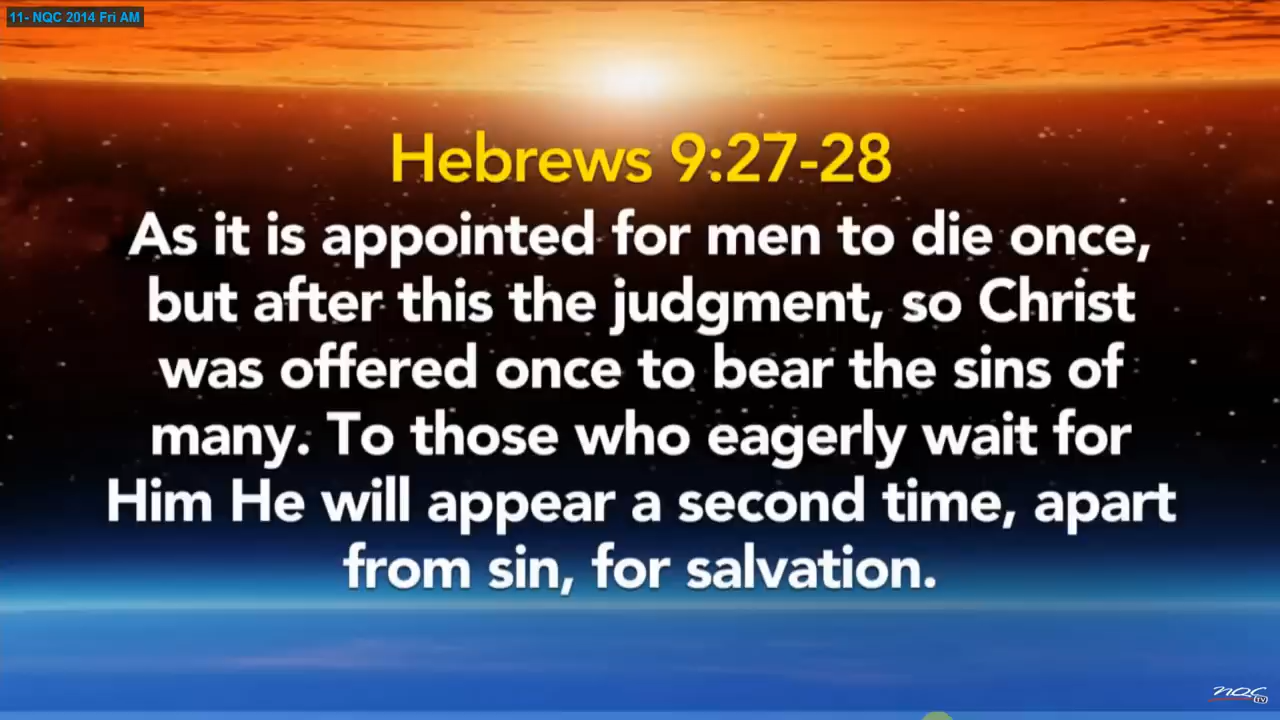 11- NQC 2014 Fri AM
Hebrews 9:27-28
As it is appointed for men to die once,
but after this the judgment, so Christ
was offered once to bear the sins of
many. To those who eagerly wait for
Him He will appear a second time, apart
from sin, for salvation.
NQC TV